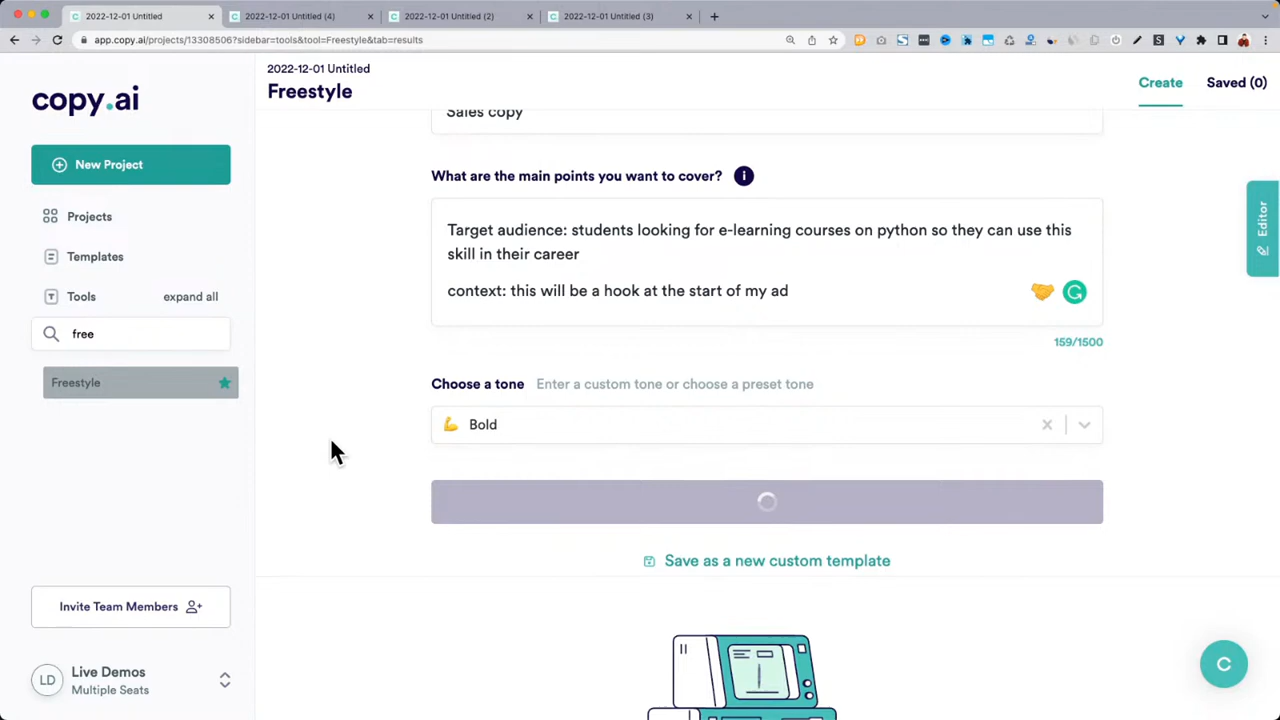 2022-12-01 Untitled
2022-12-01 Untitled (4)
2022-12-01 Untitled (2)
2022-12-01 Untitled (3)
app.copy.ai/projects/13308506?sidebar=tools&tool=Freestyle&tab=results
copy.ai
New Project
Projects
Templates
Tools
expand all
free
Freestyle
Invite Team Members
LD
Live Demos
Multiple Seats
2022-12-01 Untitled
Freestyle
Create
Saved (0)
Sales copy
What are the main points you want to cover?
Target audience: students looking for e-learning courses on python so they can use this
skill in their career
context: this will be a hook at the start of my ad
159/1500
Choose a tone
Enter a custom tone or choose a preset tone
Bold
Save as a new custom template
Editor
C